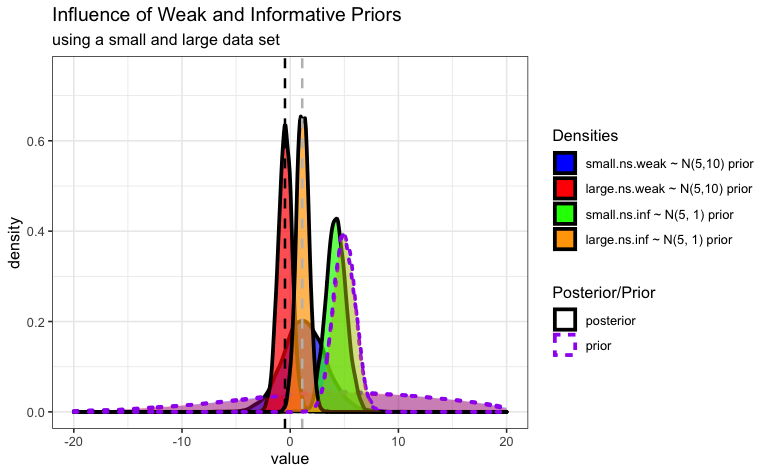 Influence of Weak and Informative Priors
using a small and large data set
density
0.6
0.4
0.2
0.0
-20
-10
0
10
20
value
Densities
small.ns.weak ~ N(5,10) prior
large.ns.weak ~ N(5,10) prior
small.ns.inf ~ N(5, 1) prior
large.ns.inf ~ N(5, 1) prior
Posterior/Prior
posterior
prior